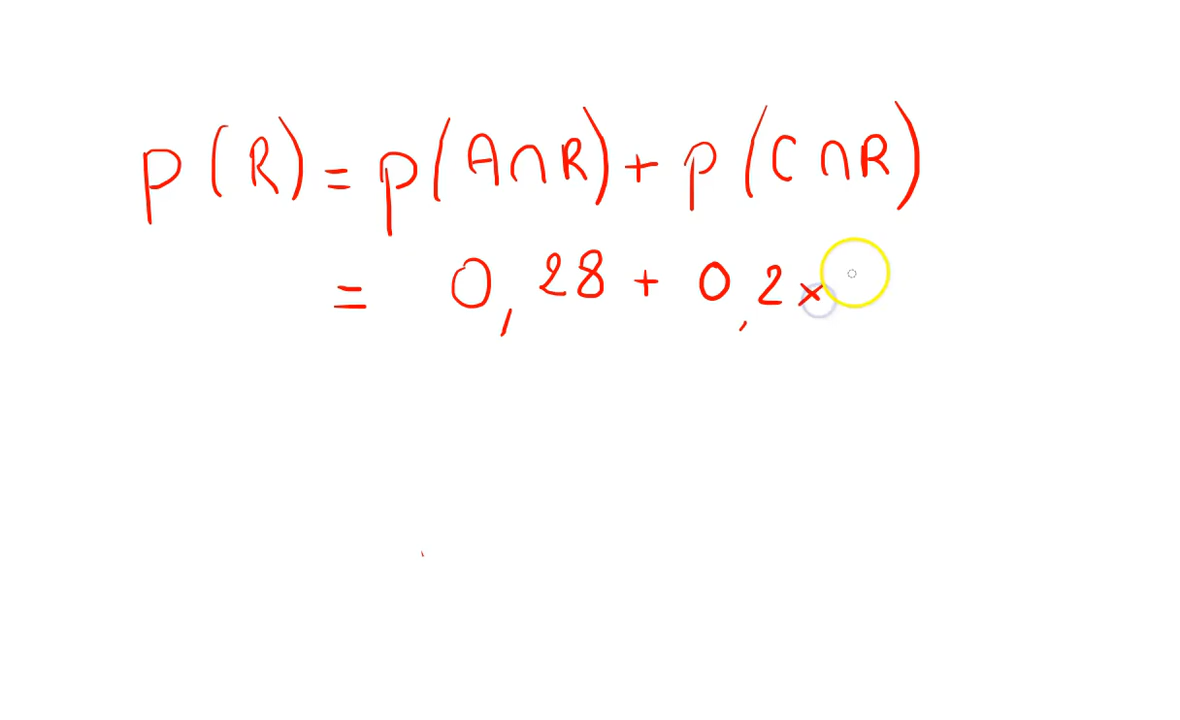 p(R) = p(A∩R) + p(C∩R)
= 0,28 + 0,2×